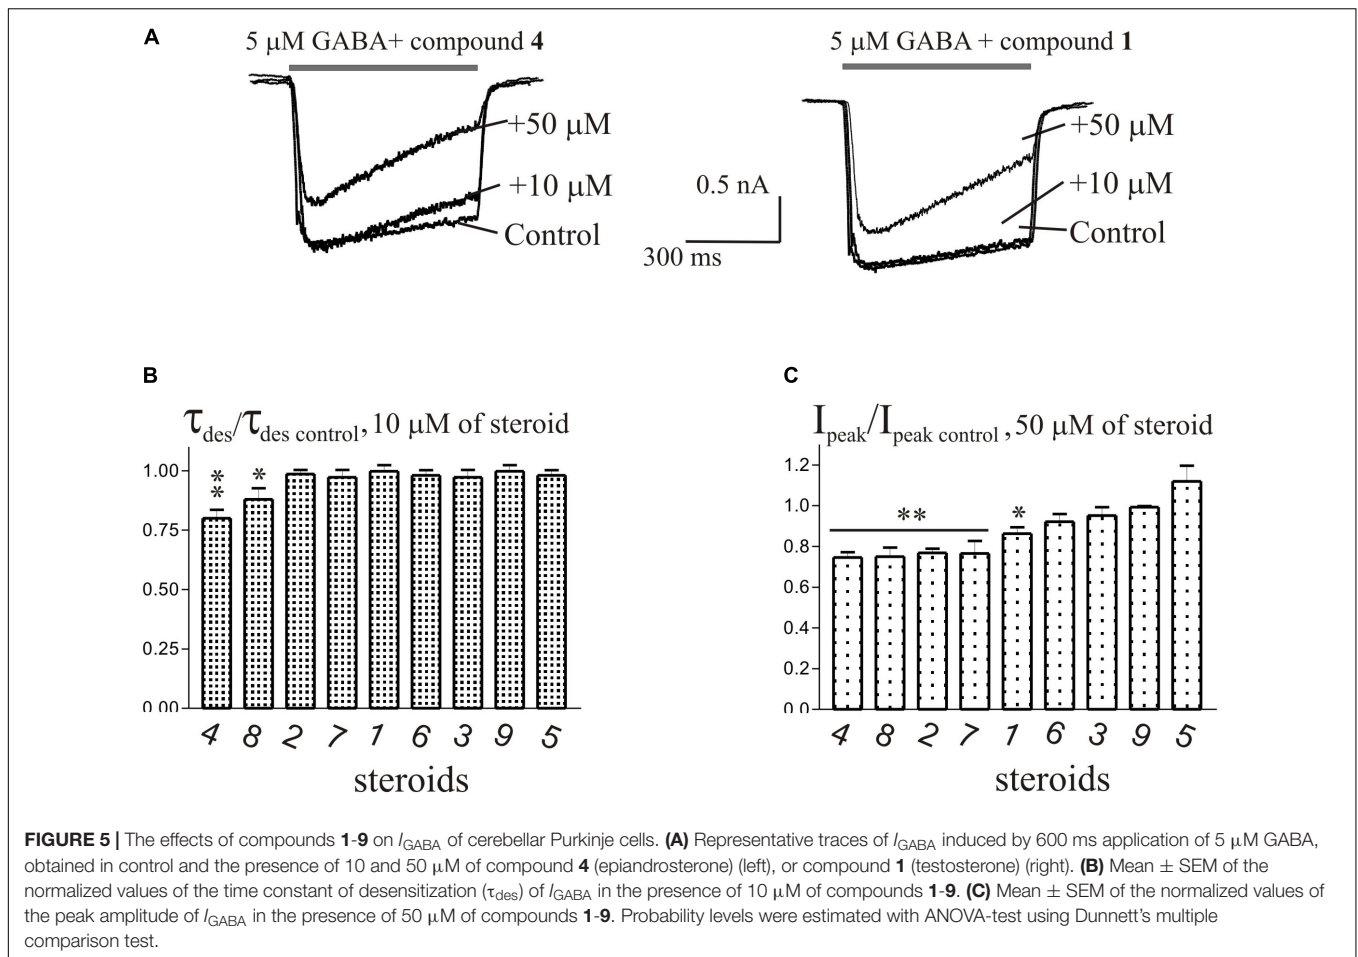 A
5 μM GABA+ compound 4
5 μM GABA + compound 1
+50 μM
+10 μM
Control
0.5 nA
300 ms
+50 μM
+10 μM
Control
B
τdes/τdes control, 10 μM of steroid
1.00
0.75
0.50
0.25
0.00
**
*
4 8 2 7 1 6 3 9 5
steroids
C
Ipeak/Ipeak control , 50 μM of steroid
1.2
1.0
0.8
0.6
0.4
0.2
0.0
**
*
4 8 2 7 1 6 3 9 5
steroids
FIGURE 5 | The effects of compounds 1-9 on IGABA of cerebellar Purkinje cells. (A) Representative traces of IGABA induced by 600 ms application of 5 μM GABA,
obtained in control and the presence of 10 and 50 μM of compound 4 (epiandrosterone) (left), or compound 1 (testosterone) (right). (B) Mean ± SEM of the
normalized values of the time constant of desensitization (τdes) of IGABA in the presence of 10 μM of compounds 1-9. (C) Mean ± SEM of the normalized values of
the peak amplitude of IGABA in the presence of 50 μM of compounds 1-9. Probability levels were estimated with ANOVA-test using Dunnett's multiple
comparison test.